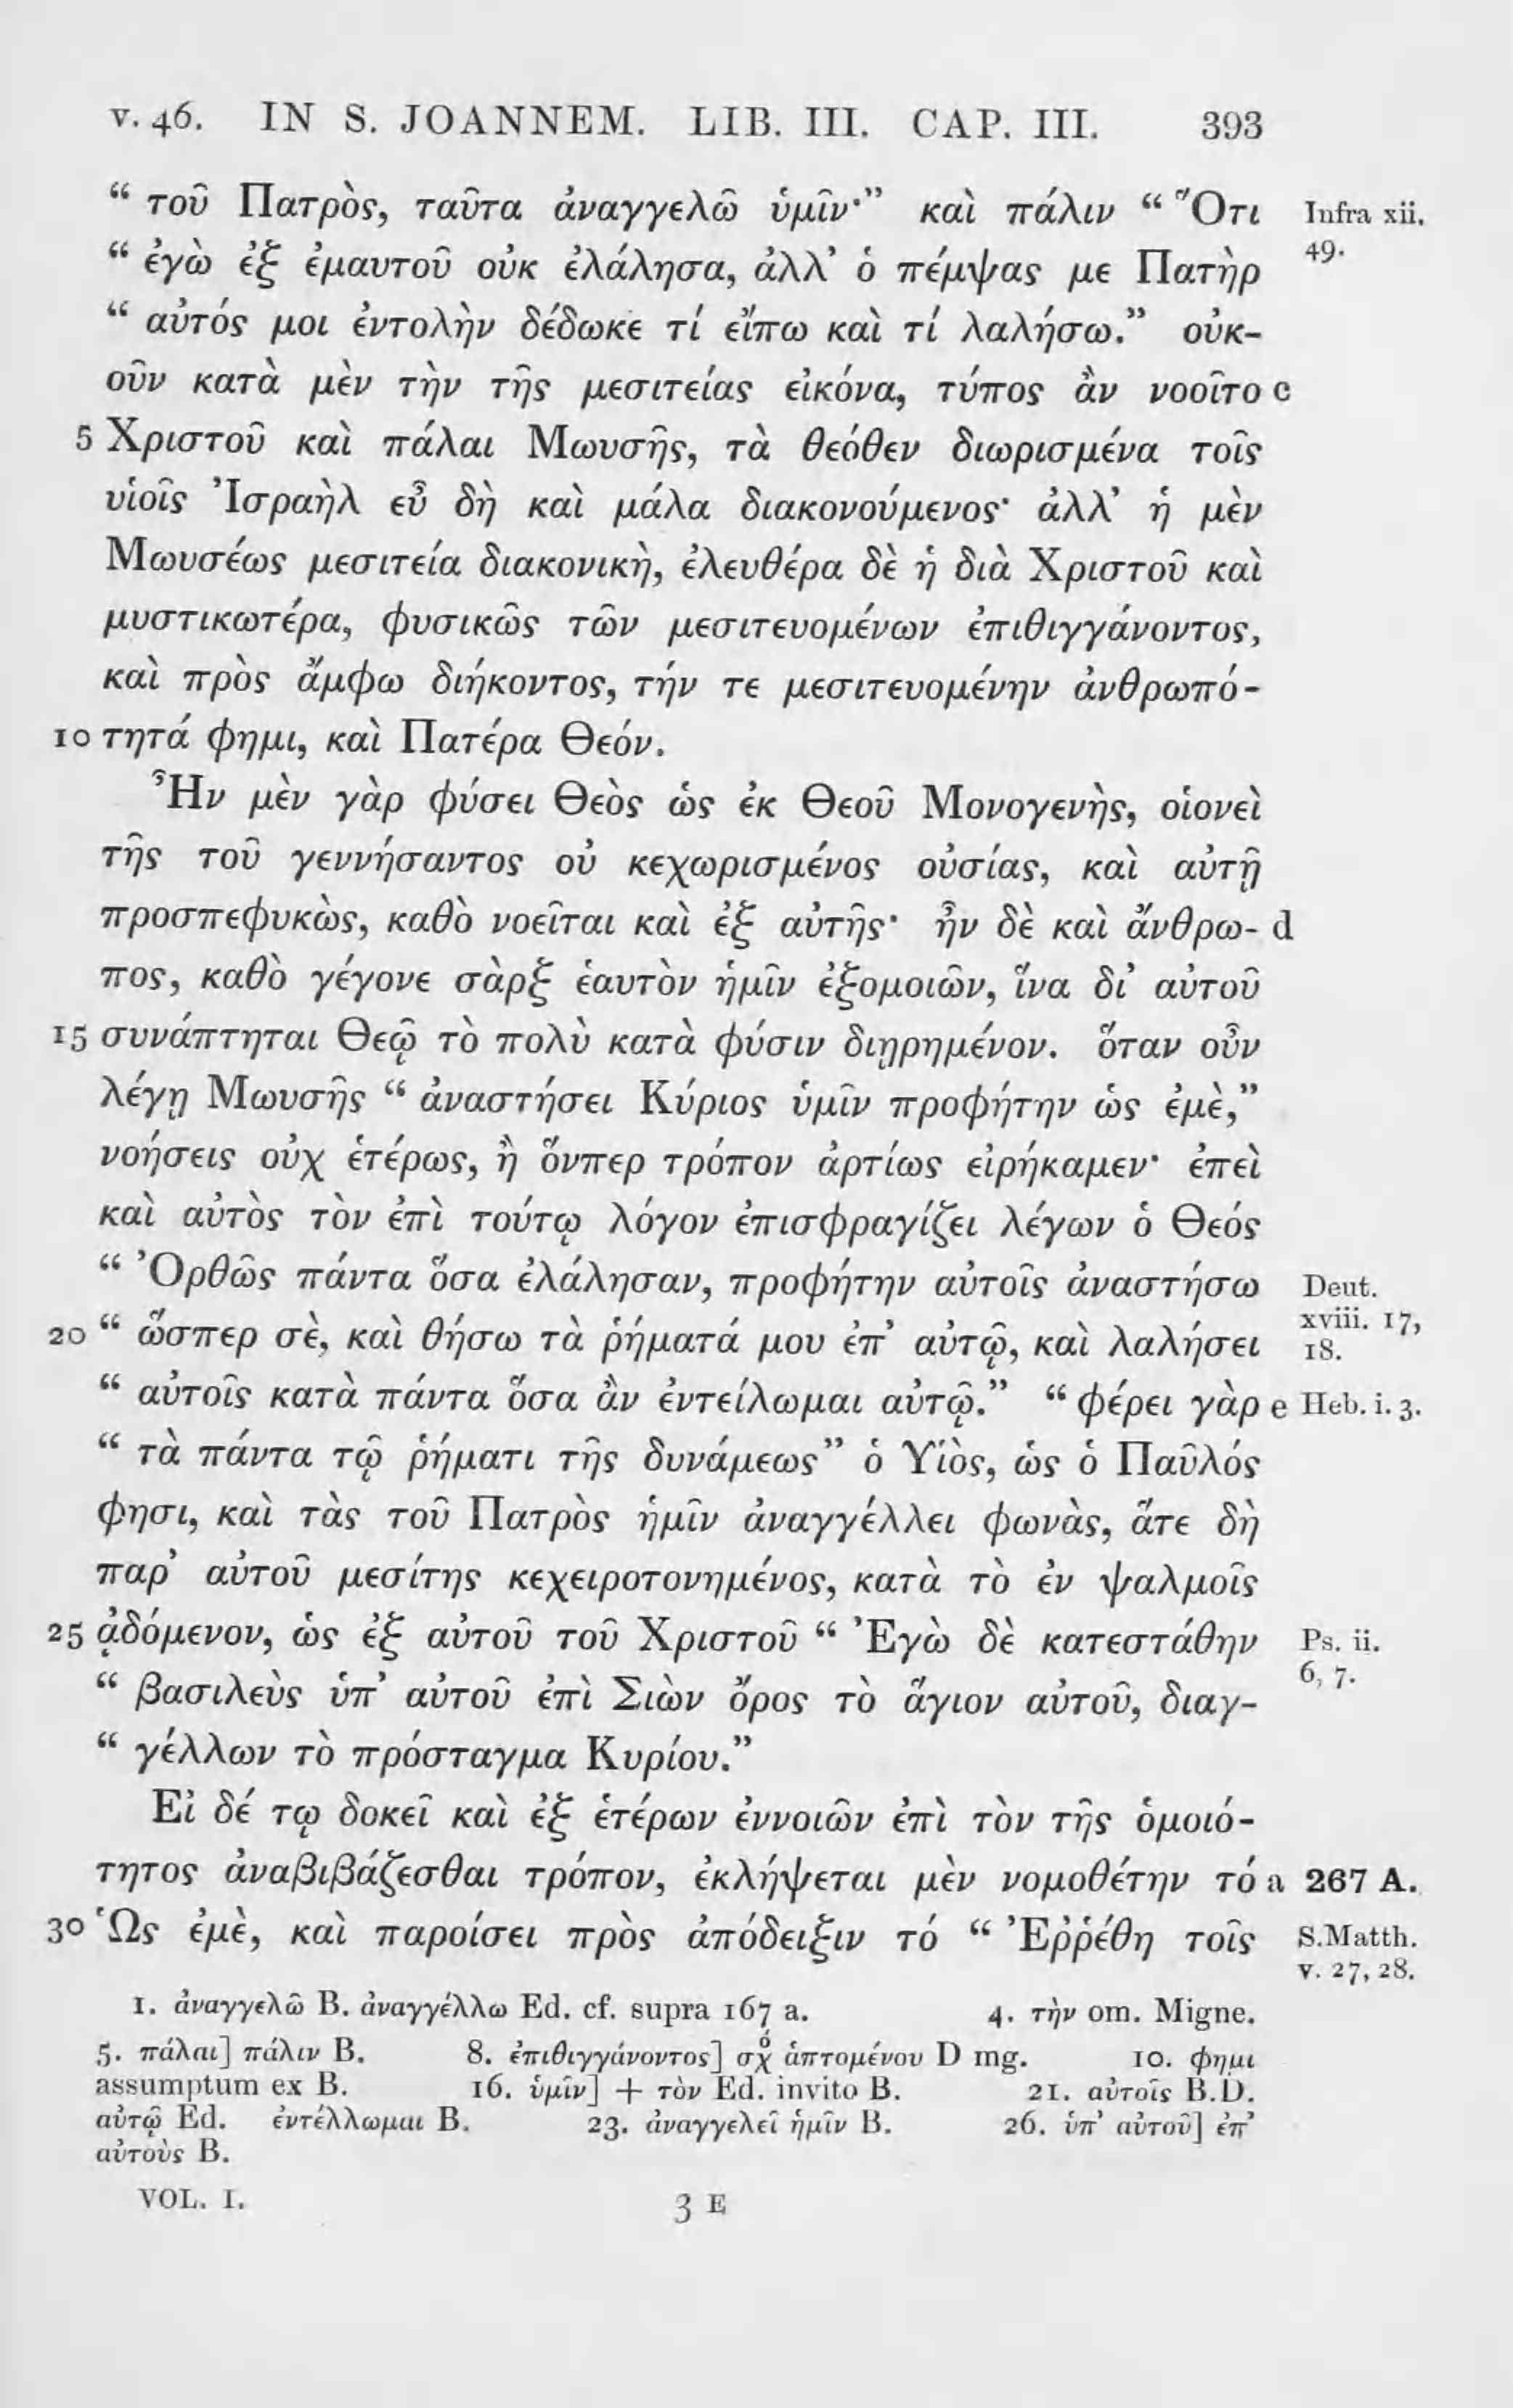 v. 46. IN S. JOANNEM. LIB. III. CAP. III. 393
“ τοῦ Πατρὸς, ταῦτα ἀναγγελῶ ὑμῖν·” καὶ πάλιν “ Ὅτι Infra xii.
“ ἐγὼ ἐξ ἐμαυτοῦ οὐκ ἐλάλησα, ἀλλ’ ὁ πέμψας με Πατὴρ 49.
“ αὐτός μοι ἐντολὴν δέδωκε τί εἴπω καὶ τί λαλήσω.” οὐκ-
οῦν κατὰ μὲν τὴν τῆς μεσιτείας εἰκόνα, τύπος ἂν νοοῖτο c
5 Χριστοῦ καὶ πάλαι Μωυσῆς, τὰ θεόθεν διωρισμένα τοῖς
υἱοῖς Ἰσραὴλ εὖ δὴ καὶ μάλα διακονούμενος· ἀλλ’ ἡ μὲν
Μωυσέως μεσιτεία διακονικὴ, ἐλευθέρα δὲ ἡ διὰ Χριστοῦ καὶ
μυστικωτέρα, φυσικῶς τῶν μεσιτευομένων ἐπιθιγγάνοντος,
καὶ πρὸς ἄμφω διήκοντος, τήν τε μεσιτευομένην ἀνθρωπό-
10 τητά φημι, καὶ Πατέρα Θεόν.
Ἦν μὲν γὰρ φύσει Θεὸς ὡς ἐκ Θεοῦ Μονογενὴς, οἱονεὶ
τῆς τοῦ γεννήσαντος οὐ κεχωρισμένος οὐσίας, καὶ αὐτῇ
προσπεφυκὼς, καθὸ νοεῖται καὶ ἐξ αὐτῆς· ἦν δὲ καὶ ἄνθρω- d
πος, καθὸ γέγονε σὰρξ ἑαυτὸν ἡμῖν ἐξομοιῶν, ἵνα δι’ αὐτοῦ
15 συνάπτηται Θεῷ τὸ πολὺ κατὰ φύσιν διῃρημένον. ὅταν οὖν
λέγῃ Μωυσῆς “ ἀναστήσει Κύριος ὑμῖν προφήτην ὡς ἐμὲ,”
νοήσεις οὐχ ἑτέρως, ἢ ὅνπερ τρόπον ἀρτίως εἰρήκαμεν· ἐπεὶ
καὶ αὐτὸς τὸν ἐπὶ τούτῳ λόγον ἐπισφραγίζει λέγων ὁ Θεός
“ Ὀρθῶς πάντα ὅσα ἐλάλησαν, προφήτην αὐτοῖς ἀναστήσω Deut.
xviii. 17,
20 “ ὥσπερ σὲ, καὶ θήσω τὰ ῥήματά μου ἐπ’ αὐτῷ, καὶ λαλήσει 18.
“ αὐτοῖς κατὰ πάντα ὅσα ἂν ἐντείλωμαι αὐτῷ.” “ φέρει γὰρ e Heb. i. 3.
“ τὰ πάντα τῷ ῥήματι τῆς δυνάμεως” ὁ Υἱὸς, ὡς ὁ Παῦλός
φησι, καὶ τὰς τοῦ Πατρὸς ἡμῖν ἀναγγέλλει φωνὰς, ἅτε δὴ
παρ’ αὐτοῦ μεσίτης κεχειροτονημένος, κατὰ τὸ ἐν ψαλμοῖς
25 ᾀδόμενον, ὡς ἐξ αὐτοῦ τοῦ Χριστοῦ “ Ἐγὼ δὲ κατεστάθην Ps. ii.
“ βασιλεὺς ὑπ’ αὐτοῦ ἐπὶ Σιὼν ὄρος τὸ ἅγιον αὐτοῦ, διαγ- 6, 7.
“ γέλλων τὸ πρόσταγμα Κυρίου.”
Εἰ δέ τῳ δοκεῖ καὶ ἐξ ἑτέρων ἐννοιῶν ἐπὶ τὸν τῆς ὁμοιό-
τητος ἀναβιβάζεσθαι τρόπον, ἐκλήψεται μὲν νομοθέτην τό a 267 A.
30 Ὡς ἐμὲ, καὶ παροίσει πρὸς ἀπόδειξιν τό “ Ἐῤῥέθη τοῖς S.Matth.
v. 27, 28.
1. ἀναγγελῶ B. ἀναγγέλλω Ed. cf. supra 167 a. 4. τὴν om. Migne.
5. πάλαι] πάλιν B. 8. ἐπιθιγγάνοντος] σχό ἁπτομένου D mg. 10. φημι
assumptum ex B. 16. ὑμῖν] + τὸν Ed. invito B. 21. αὐτοῖς B.D.
αὐτῷ Ed. ἐντέλλωμαι B. 23. ἀναγγελεῖ ἡμῖν B. 26. ὑπ’ αὐτοῦ] ἐπ’
αὐτοὺς B.
VOL. I. 3 E